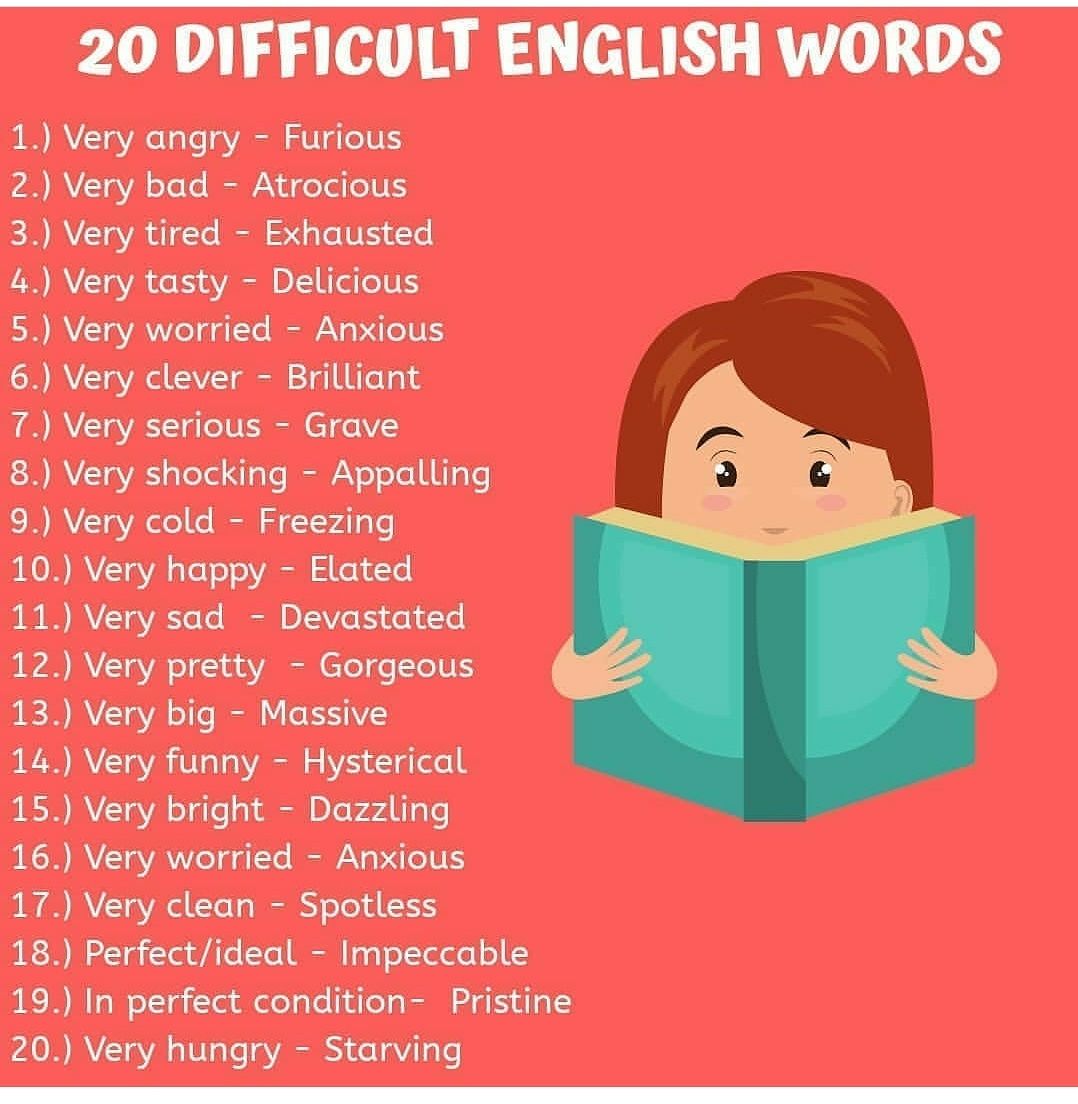 20 DIFFICULT ENGLISH WORDS
1.) Very angry - Furious
2.) Very bad - Atrocious
3.) Very tired - Exhausted
4.) Very tasty - Delicious
5.) Very worried - Anxious
6.) Very clever - Brilliant
7.) Very serious - Grave
8.) Very shocking - Appalling
9.) Very cold - Freezing
10.) Very happy - Elated
11.) Very sad  - Devastated
12.) Very pretty  - Gorgeous
13.) Very big - Massive
14.) Very funny - Hysterical
15.) Very bright - Dazzling
16.) Very worried - Anxious
17.) Very clean - Spotless
18.) Perfect/ideal - Impeccable
19.) In perfect condition-  Pristine
20.) Very hungry - Starving